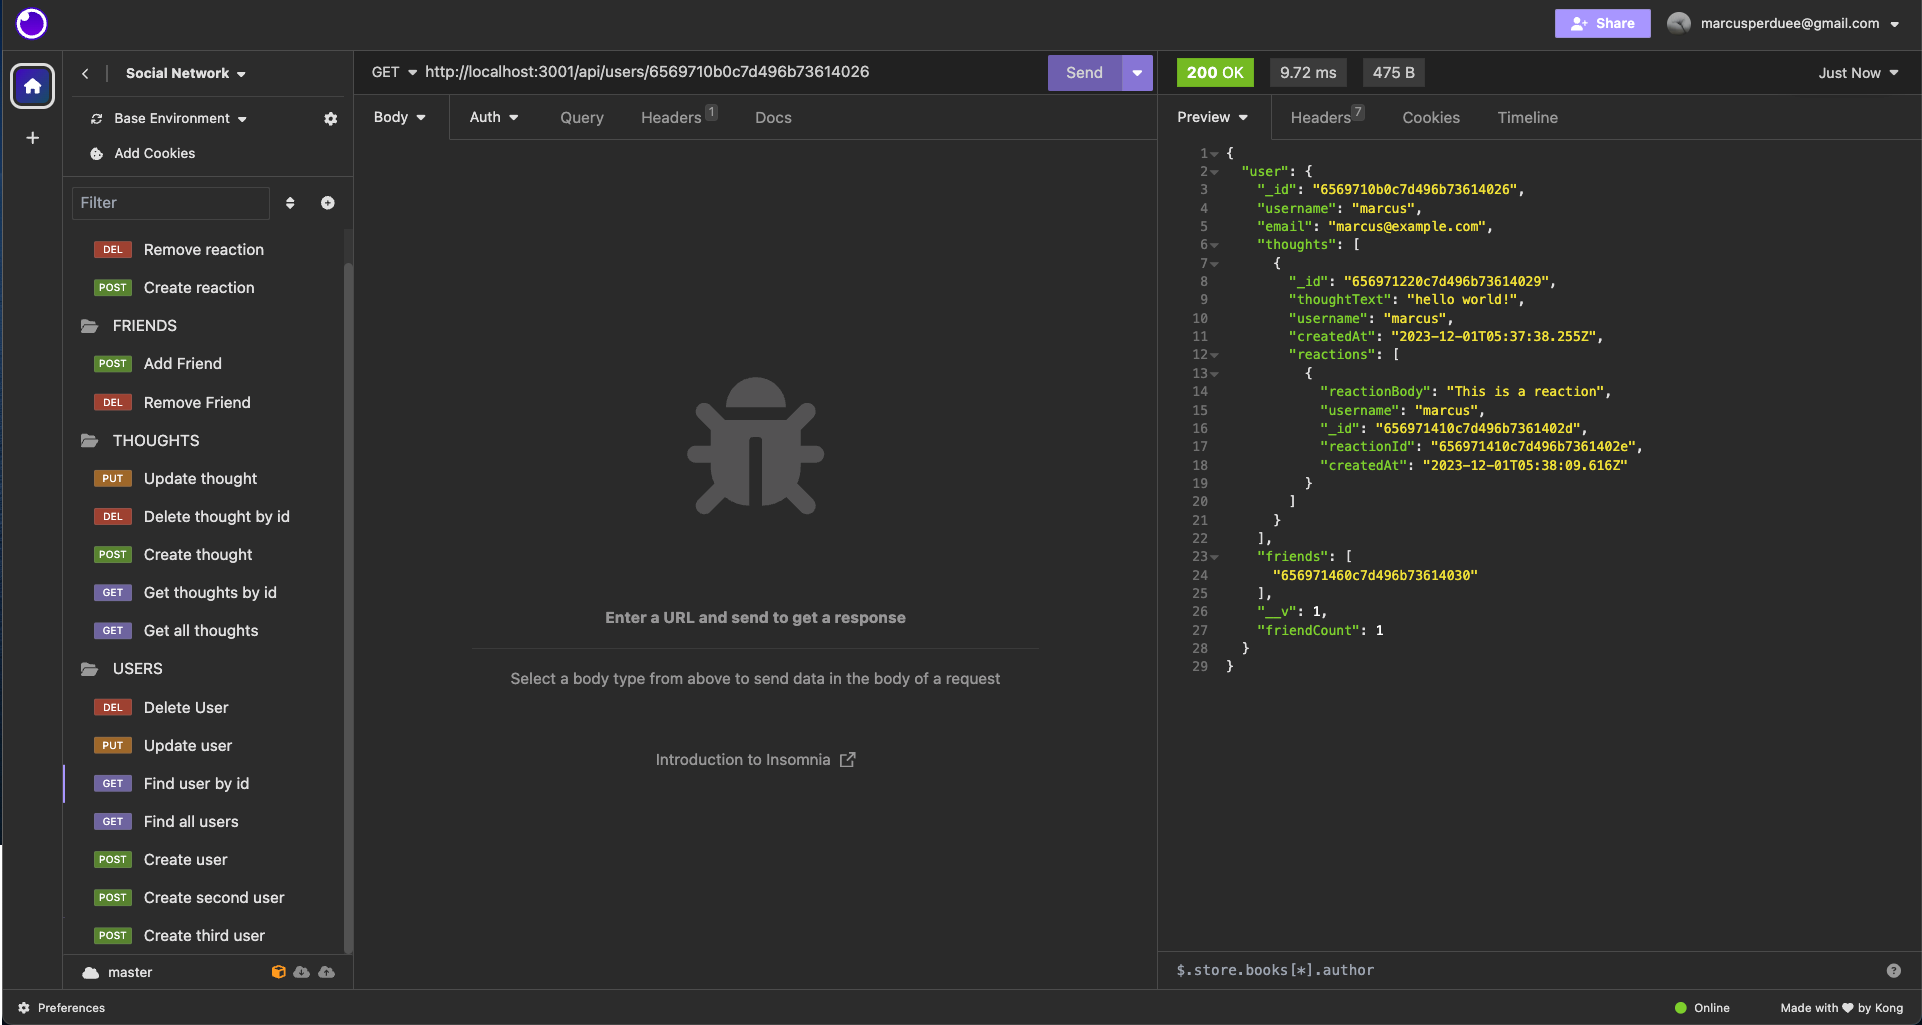 Share
marcusperduee@gmail.com
Social Network
Base Environment
Add Cookies
Filter
DEL Remove reaction
POST Create reaction
FRIENDS
POST Add Friend
DEL Remove Friend
THOUGHTS
PUT Update thought
DEL Delete thought by id
POST Create thought
GET Get thoughts by id
GET Get all thoughts
USERS
DEL Delete User
PUT Update user
GET Find user by id
GET Find all users
POST Create user
POST Create second user
POST Create third user
master
GET http://localhost:3001/api/users/6569710b0c7d496b73614026 Send
Body Auth Query Headers 1 Docs
Enter a URL and send to get a response
Select a body type from above to send data in the body of a request
Introduction to Insomnia
200 OK 9.72 ms 475 B Just Now
Preview Headers 7 Cookies Timeline
1 {
2 "user": {
3 "_id": "6569710b0c7d496b73614026",
4 "username": "marcus",
5 "email": "marcus@example.com",
6 "thoughts": [
7 {
8 "_id": "656971220c7d496b73614029",
9 "thoughtText": "hello world!",
10 "username": "marcus",
11 "createdAt": "2023-12-01T05:37:38.255Z",
12 "reactions": [
13 {
14 "reactionBody": "This is a reaction",
15 "username": "marcus",
16 "_id": "656971410c7d496b7361402d",
17 "reactionId": "656971410c7d496b7361402e",
18 "createdAt": "2023-12-01T05:38:09.616Z"
19 }
20 ]
21 }
22 ],
23 "friends": [
24 "656971460c7d496b73614030"
25 ],
26 "__v": 1,
27 "friendCount": 1
28 }
29 }
$.store.books[*].author
Preferences
Online
Made with ♥ by Kong